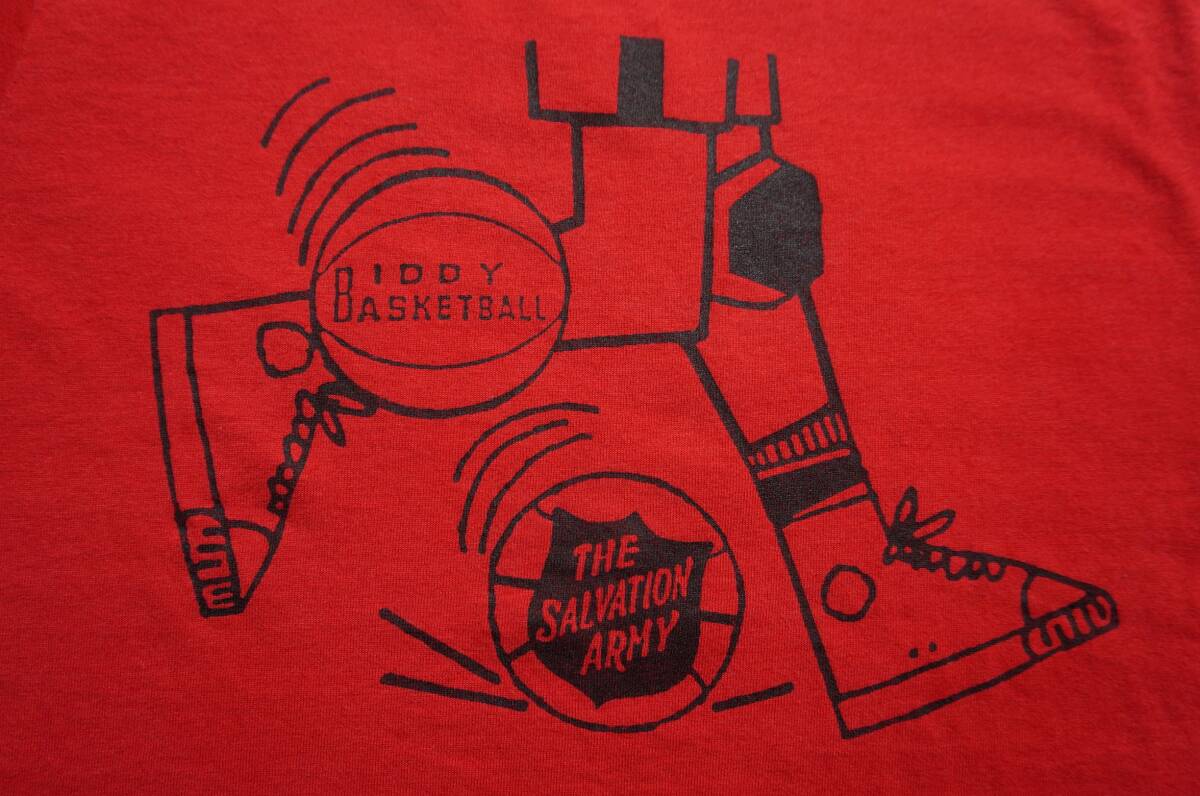 BIDDY
BASKETBALL
THE
SALVATION
ARMY